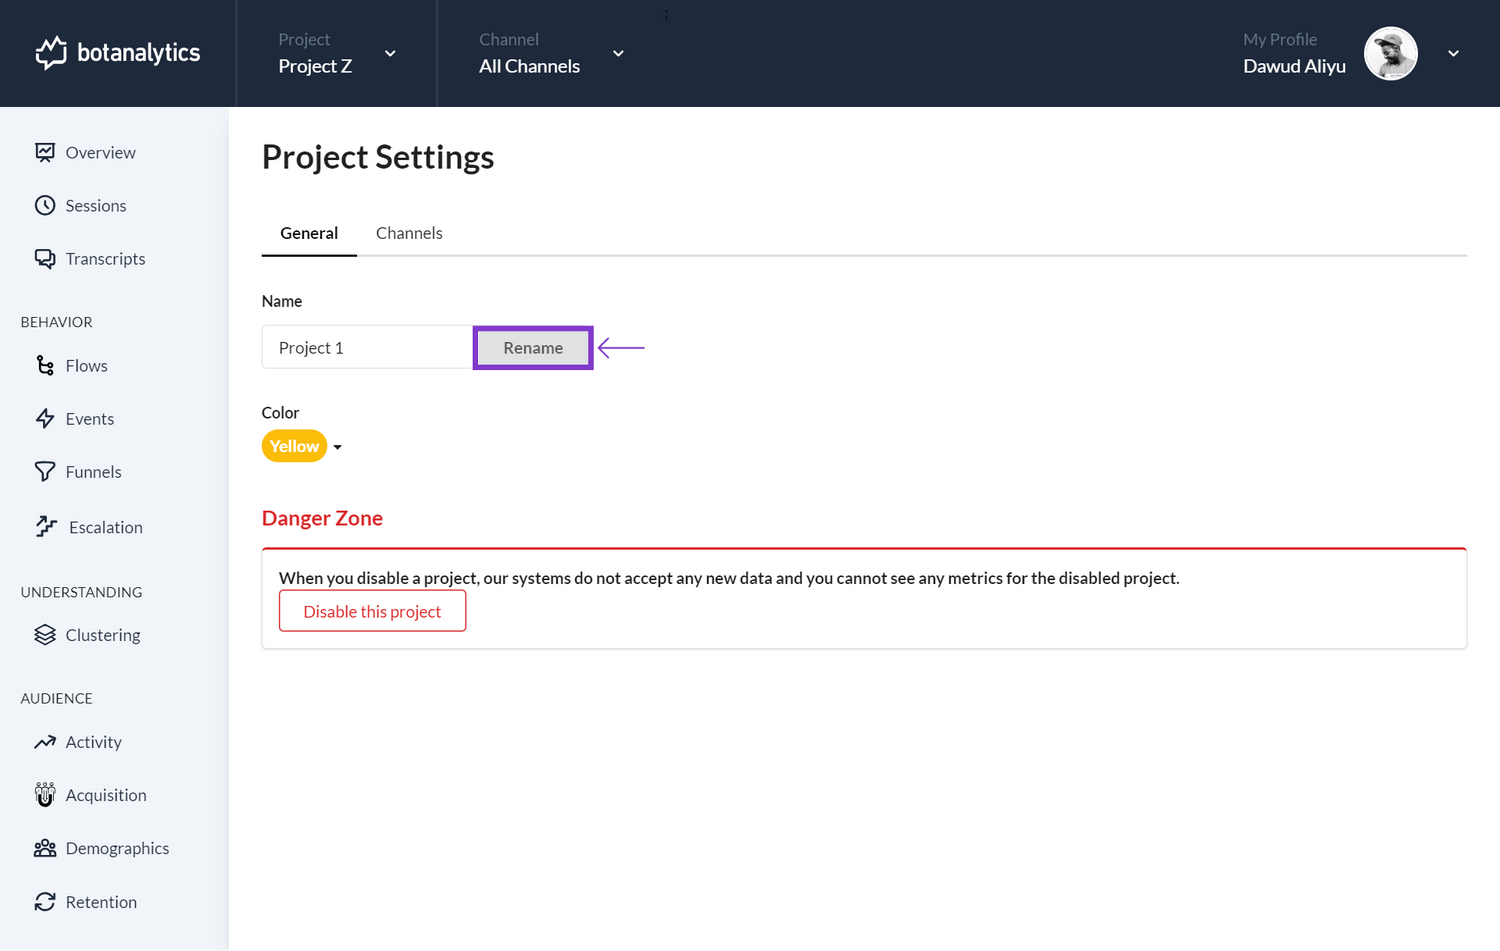 botanalytics
Project
Project Z
Channel
All Channels
:
My Profile
Dawud Aliyu
Overview
Sessions
Transcripts
BEHAVIOR
Flows
Events
Funnels
Escalation
UNDERSTANDING
Clustering
AUDIENCE
Activity
Acquisition
Demographics
Retention
Project Settings
General
Channels
Name
Project 1
Rename
Color
Yellow
Danger Zone
When you disable a project, our systems do not accept any new data and you cannot see any metrics for the disabled project.
Disable this project